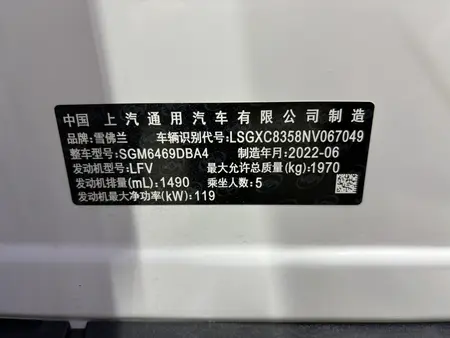 中国 上汽通用汽车有限公司制造
品牌:雪佛兰 车辆识别代号:LSGXC8358NV067049
整车型号:SGM6469DBA4 制造年月:2022-06
发动机型号:LFV 最大允许总质量(kg):1970
发动机排量(mL):1490 乘坐人数:5
发动机最大净功率(kW):119